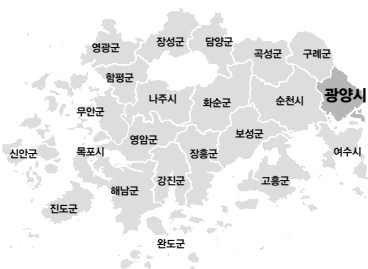 영광군
장성군
담양군
곡성군
구례군
함평군
나주시
화순군
순천시
광양시
무안군
영암군
보성군
신안군
목포시
장흥군
여수시
해남군
강진군
고흥군
진도군
완도군